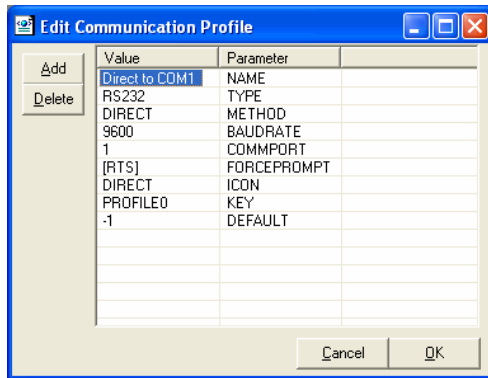 Edit Communication Profile
Add
Delete
Value Parameter
Direct to COM1 NAME
RS232 TYPE
DIRECT METHOD
9600 BAUDRATE
1 COMMPORT
[RTS] FORCEPROMPT
DIRECT ICON
PROFILE0 KEY
-1 DEFAULT
Cancel OK